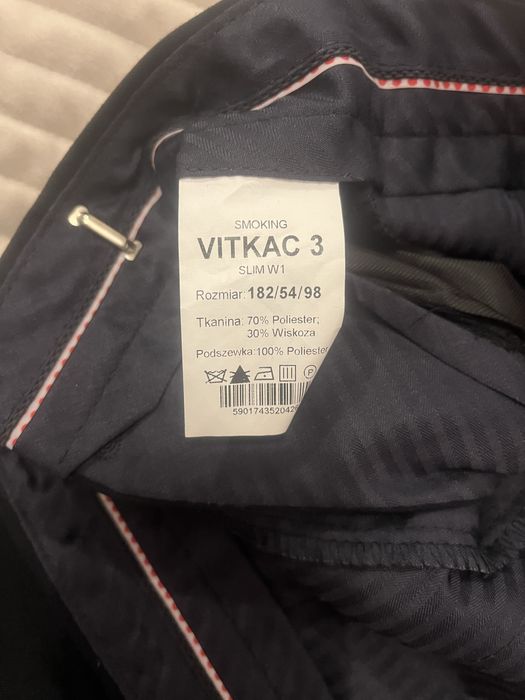 SMOKING
VITKAC 3
SLIM W1
Rozmiar: 182/54/98
Tkanina: 70% Poliester;
30% Wiskoza
Podszewka:100% Poliester
P